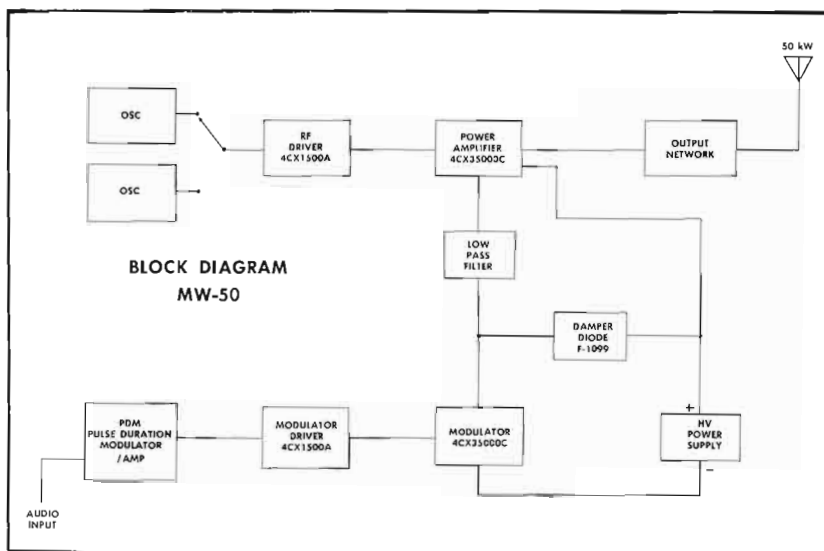 50 kW
OSC
RF
DRIVER
4CX1500A
POWER
AMPLIFIER
4CX35000C
OUTPUT
NETWORK
OSC
LOW
PASS
FILTER
BLOCK DIAGRAM
MW-50
DAMPER
DIODE
F-1099
PDM
PULSE DURATION
MODULATOR
/AMP
MODULATOR
DRIVER
4CX1500A
MODULATOR
4CX35000C
+
HV
POWER
SUPPLY
−
AUDIO
INPUT